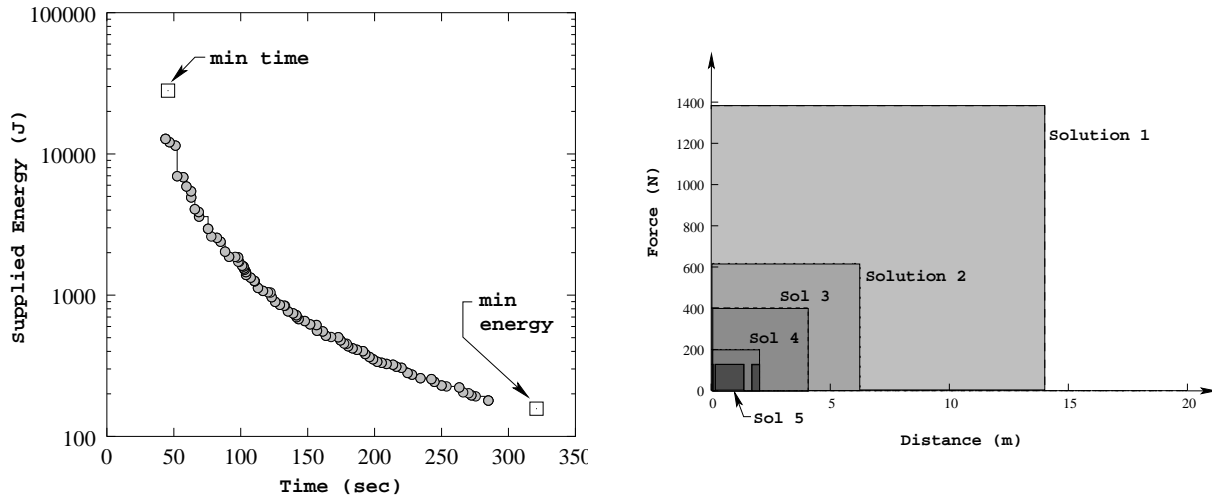 100000
10000
1000
100
Supplied Energy (J)
min time
min
energy
0
50
100
150
200
250
300
350
Time (sec)
1400
1200
1000
800
600
400
200
0
Force (N)
Solution 1
Solution 2
Sol 3
Sol 4
Sol 5
0
5
10
15
20
Distance (m)